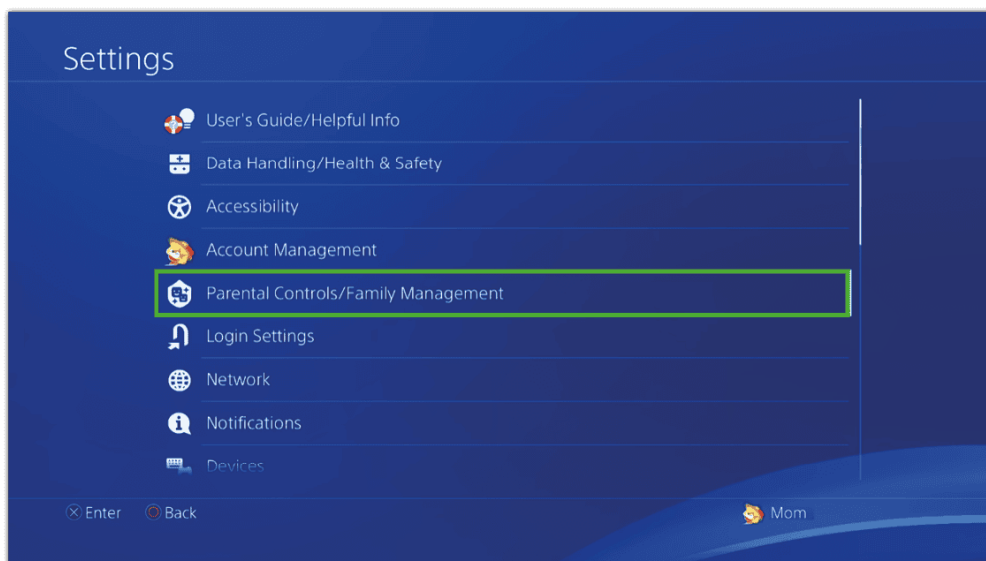 Settings
User's Guide/Helpful Info
Data Handling/Health & Safety
Accessibility
Account Management
Parental Controls/Family Management
Login Settings
Network
Notifications
Devices
Enter Back Mom